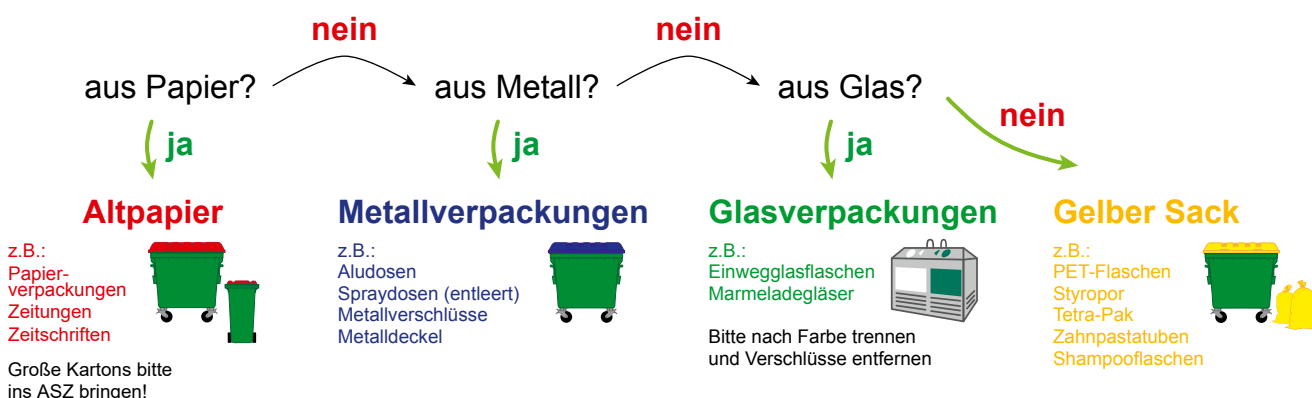 nein
nein
aus Papier?
aus Metall?
aus Glas?
nein
ja
ja
ja
Altpapier
z.B.:
Papier-
verpackungen
Zeitungen
Zeitschriften
Große Kartons bitte
ins ASZ bringen!
Metallverpackungen
z.B.:
Aludosen
Spraydosen (entleert)
Metallverschlüsse
Metalldeckel
Glasverpackungen
z.B.:
Einwegglasflaschen
Marmeladegläser
Bitte nach Farbe trennen
und Verschlüsse entfernen
Gelber Sack
z.B.:
PET-Flaschen
Styropor
Tetra-Pak
Zahnpastatuben
Shampooflaschen